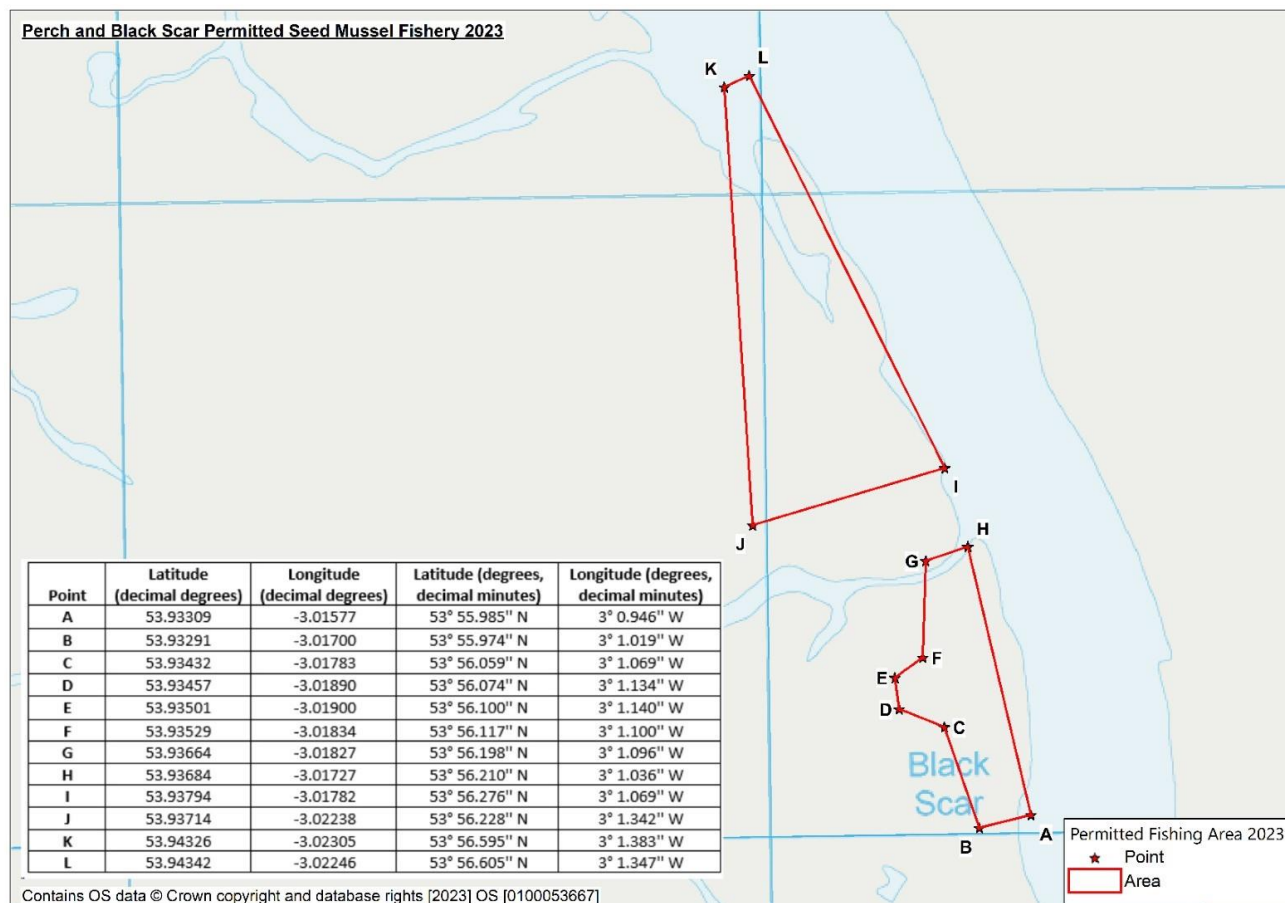 Perch and Black Scar Permitted Seed Mussel Fishery 2023
K
L
I
J
H
G
F
E
D
C
Black
Scar
B
A
Point Latitude (decimal degrees) Longitude (decimal degrees) Latitude (degrees, decimal minutes) Longitude (degrees, decimal minutes)
A 53.93309 -3.01577 53° 55.985'' N 3° 0.946'' W
B 53.93291 -3.01700 53° 55.974'' N 3° 1.019'' W
C 53.93432 -3.01783 53° 56.059'' N 3° 1.069'' W
D 53.93457 -3.01890 53° 56.074'' N 3° 1.134'' W
E 53.93501 -3.01900 53° 56.100'' N 3° 1.140'' W
F 53.93529 -3.01834 53° 56.117'' N 3° 1.100'' W
G 53.93664 -3.01827 53° 56.198'' N 3° 1.096'' W
H 53.93684 -3.01727 53° 56.210'' N 3° 1.036'' W
I 53.93794 -3.01782 53° 56.276'' N 3° 1.069'' W
J 53.93714 -3.02238 53° 56.228'' N 3° 1.342'' W
K 53.94326 -3.02305 53° 56.595'' N 3° 1.383'' W
L 53.94342 -3.02246 53° 56.605'' N 3° 1.347'' W
Permitted Fishing Area 2023
Point
Area
Contains OS data © Crown copyright and database rights [2023] OS [0100053667]